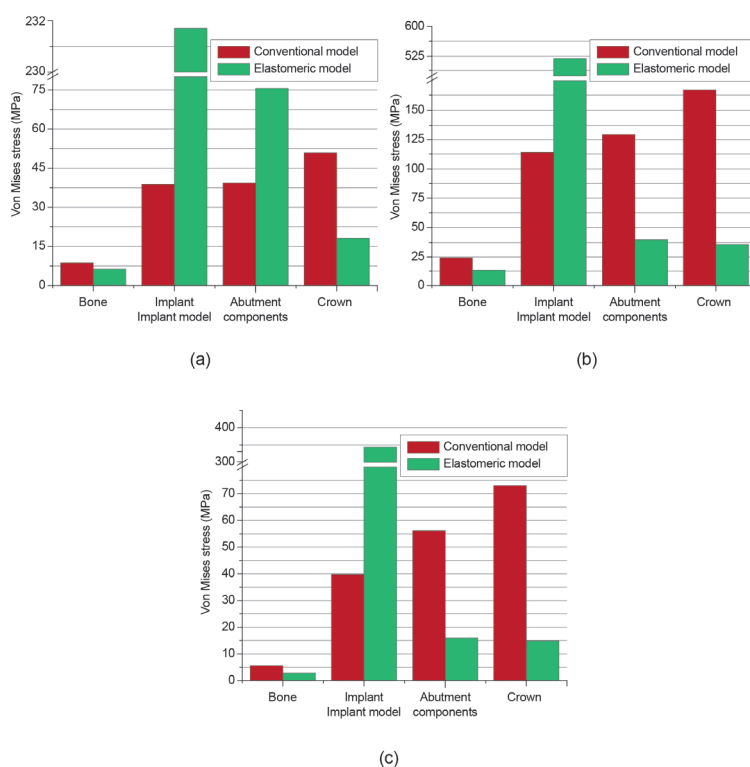 232
230
75
60
45
30
15
0
Von Mises stress (MPa)
Conventional model
Elastomeric model
Bone
Implant
Implant model
Abutment
components
Crown
(a)
600
525
150
125
100
75
50
25
0
Von Mises stress (MPa)
Conventional model
Elastomeric model
Bone
Implant
Implant model
Abutment
components
Crown
(b)
400
300
70
60
50
40
30
20
10
0
Von Mises stress (MPa)
Conventional model
Elastomeric model
Bone
Implant
Implant model
Abutment
components
Crown
(c)